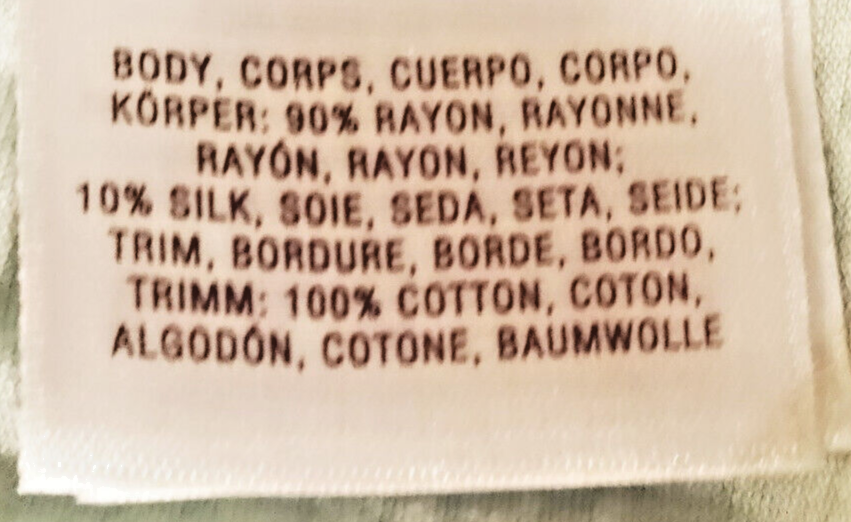 BODY, CORPS, CUERPO, CORPO,
KÖRPER: 90% RAYON, RAYONNE,
RAYÓN, RAYON, REYON;
10% SILK, SOIE, SEDA, SETA, SEIDE;
TRIM, BORDURE, BORDE, BORDO,
TRIMM: 100% COTTON, COTON,
ALGODÓN, COTONE, BAUMWOLLE